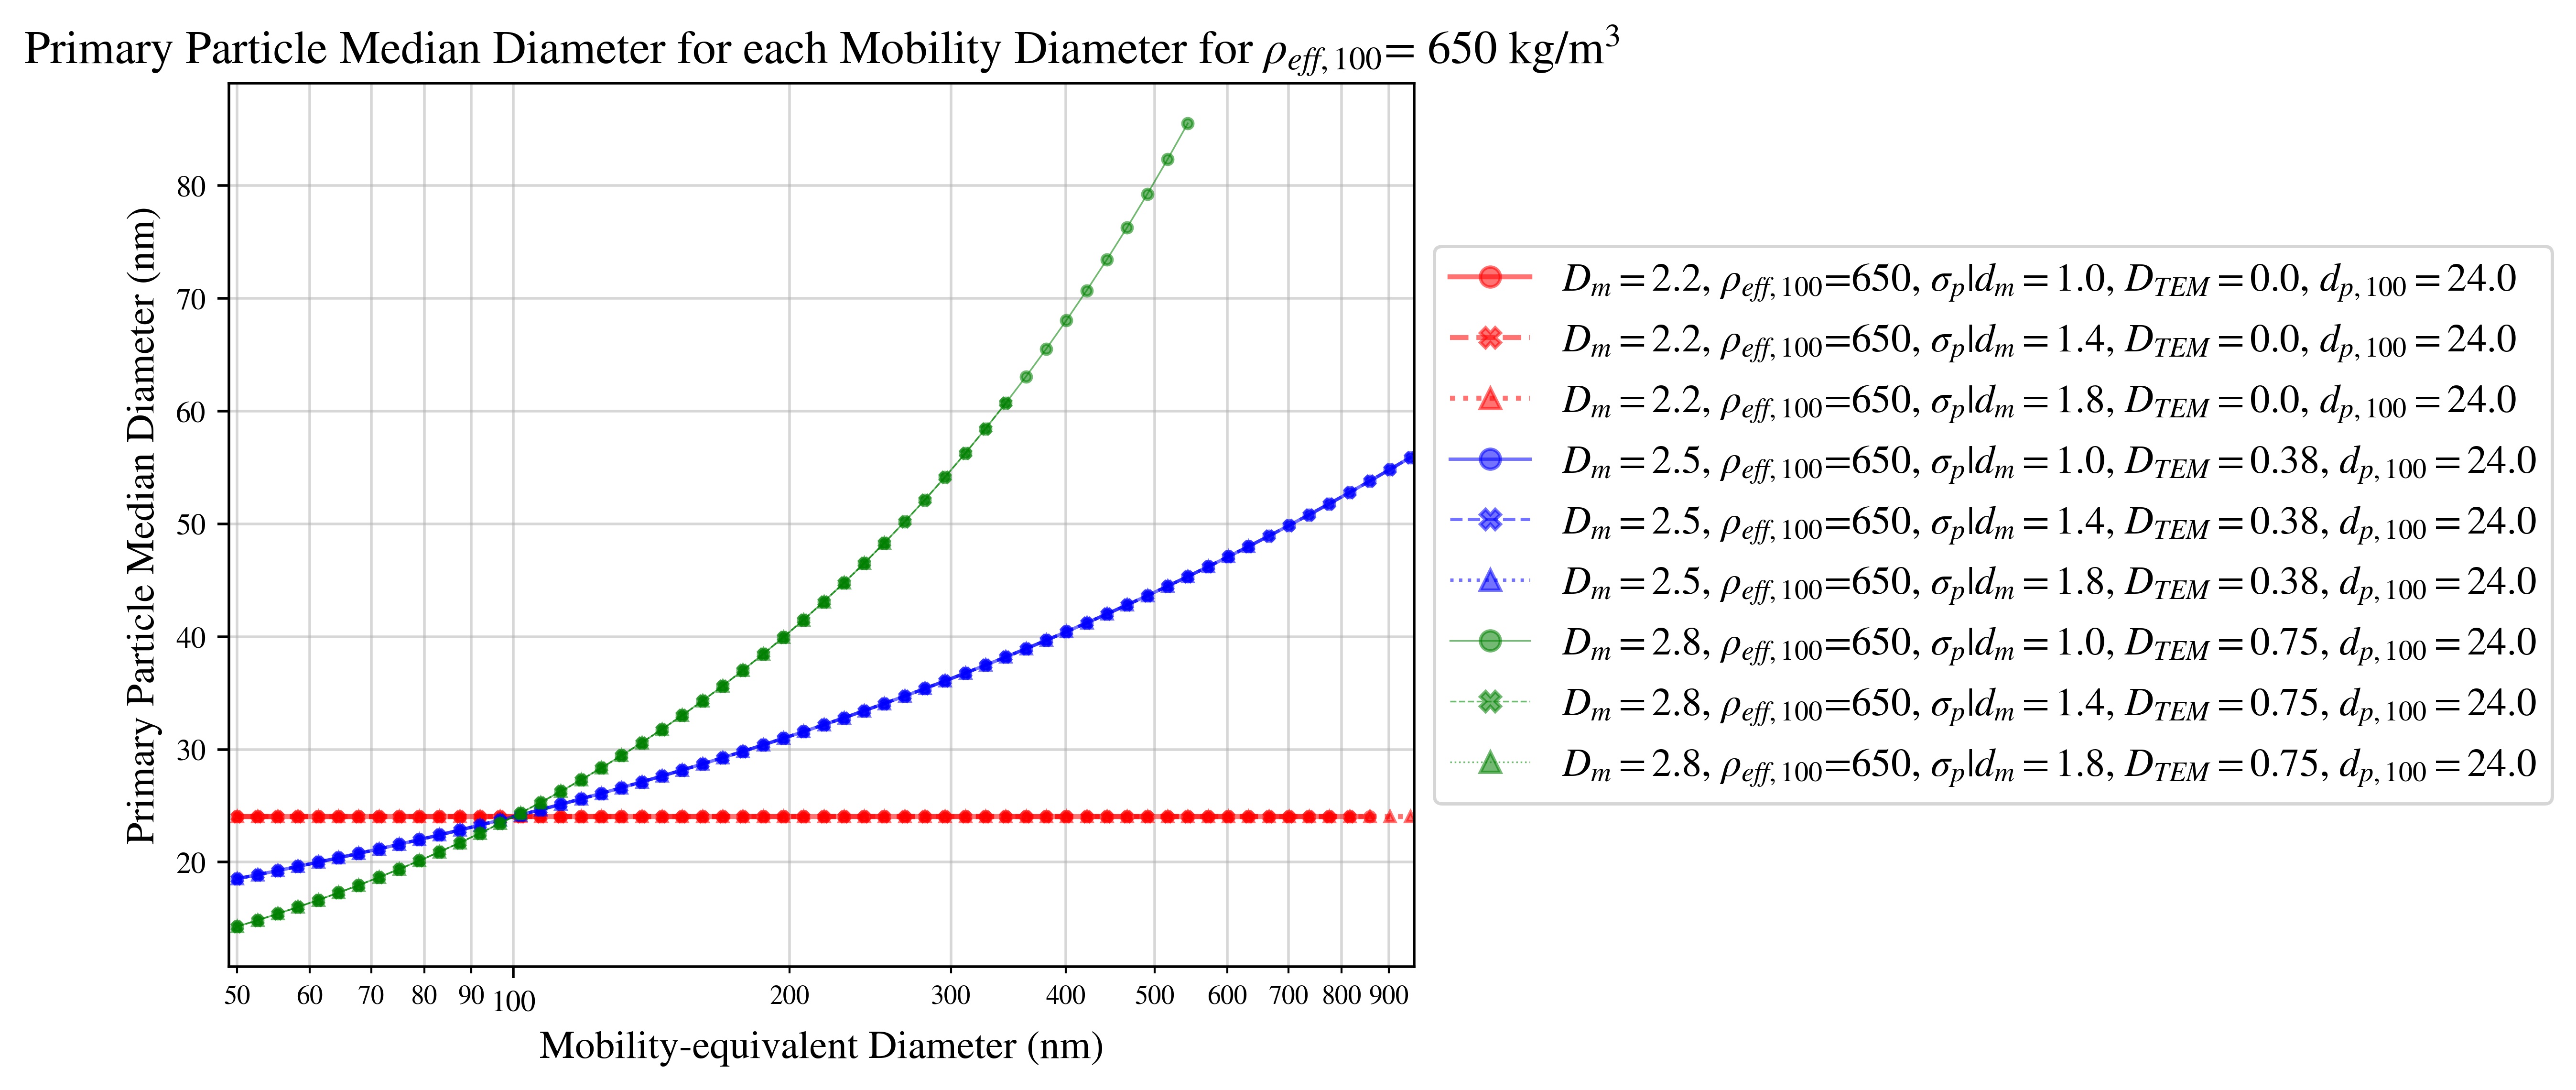 Primary Particle Median Diameter for each Mobility Diameter for ρeff,100= 650 kg/m³
Primary Particle Median Diameter (nm)
80
70
60
50
40
30
20
50 60 70 80 90 100 200 300 400 500 600 700 800 900
Mobility-equivalent Diameter (nm)
Dm = 2.2, ρeff,100=650, σp|dm = 1.0, DTEM = 0.0, dp,100 = 24.0
Dm = 2.2, ρeff,100=650, σp|dm = 1.4, DTEM = 0.0, dp,100 = 24.0
Dm = 2.2, ρeff,100=650, σp|dm = 1.8, DTEM = 0.0, dp,100 = 24.0
Dm = 2.5, ρeff,100=650, σp|dm = 1.0, DTEM = 0.38, dp,100 = 24.0
Dm = 2.5, ρeff,100=650, σp|dm = 1.4, DTEM = 0.38, dp,100 = 24.0
Dm = 2.5, ρeff,100=650, σp|dm = 1.8, DTEM = 0.38, dp,100 = 24.0
Dm = 2.8, ρeff,100=650, σp|dm = 1.0, DTEM = 0.75, dp,100 = 24.0
Dm = 2.8, ρeff,100=650, σp|dm = 1.4, DTEM = 0.75, dp,100 = 24.0
Dm = 2.8, ρeff,100=650, σp|dm = 1.8, DTEM = 0.75, dp,100 = 24.0